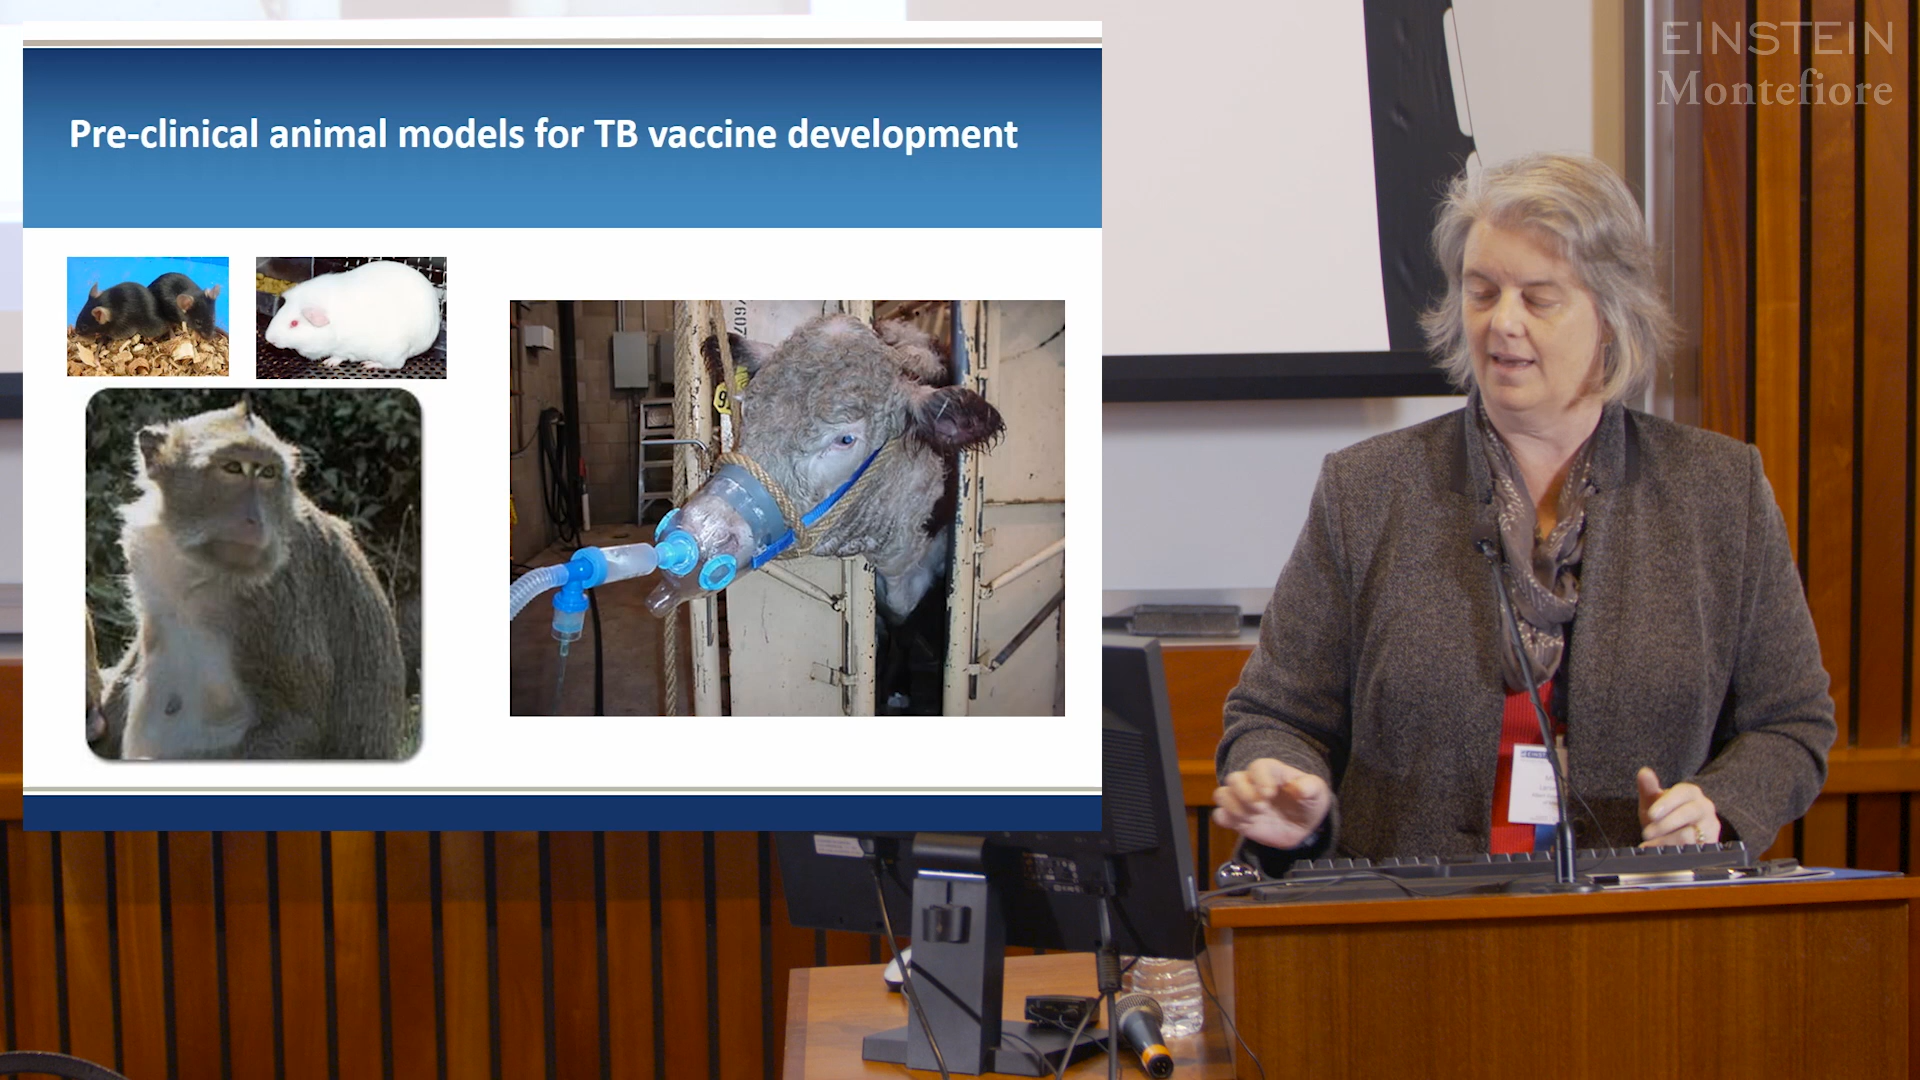 Pre-clinical animal models for TB vaccine development
EINSTEIN
Montefiore